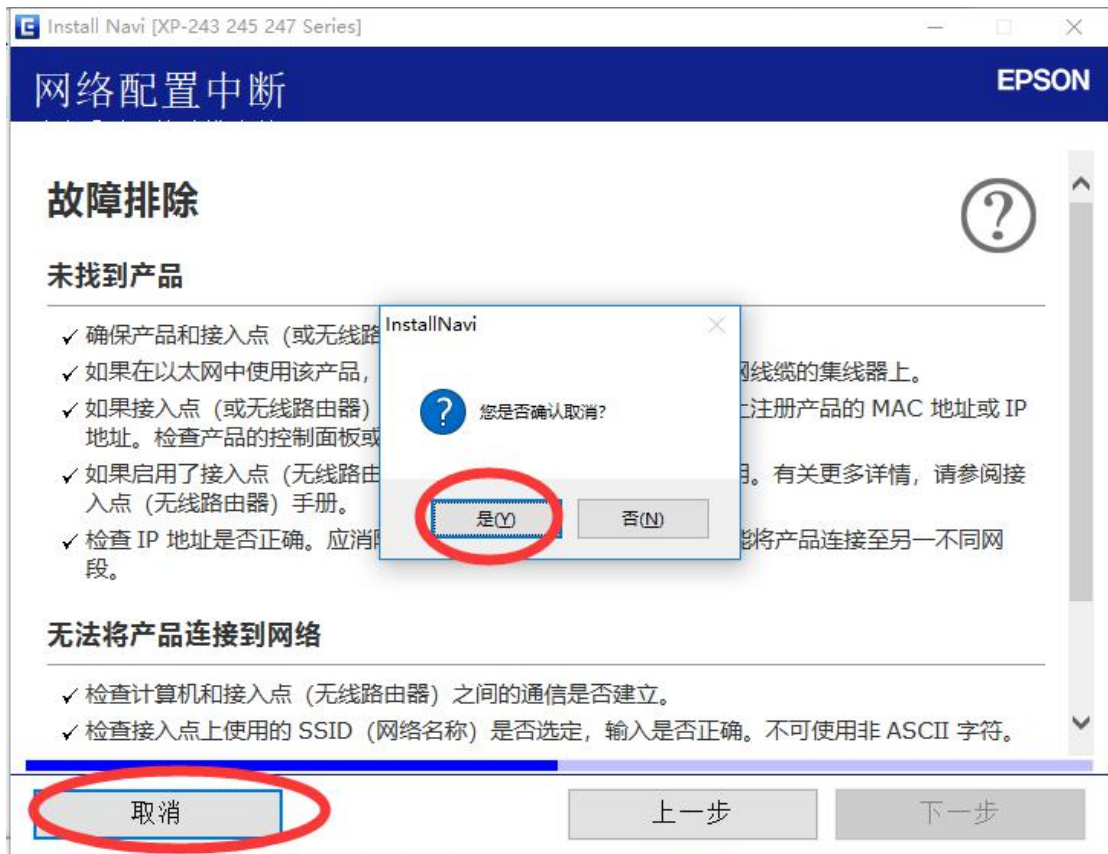 Install Navi [XP-243 245 247 Series]
网络配置中断
EPSON
故障排除
未找到产品
确保产品和接入点（或无线路
如果在以太网中使用该产品，
网线缆的集线器上。
如果接入点（或无线路由器）
上注册产品的 MAC 地址或 IP
地址。检查产品的控制面板或
如果启用了接入点（无线路由
用。有关更多详情，请参阅接
入点（无线路由器）手册。
检查 IP 地址是否正确。应消除
能将产品连接至另一不同网
段。
InstallNavi
您是否确认取消?
是(Y)
否(N)
无法将产品连接到网络
检查计算机和接入点（无线路由器）之间的通信是否建立。
检查接入点上使用的 SSID（网络名称）是否选定，输入是否正确。不可使用非 ASCII 字符。
取消
上一步
下一步